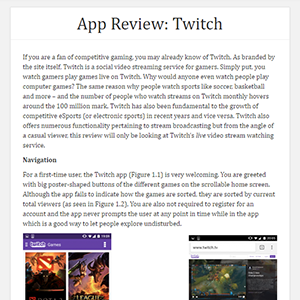 App Review: Twitch
If you are a fan of competitive gaming, you may already know of Twitch. As branded
by the site itself, Twitch is a social video streaming service for gamers. Simply put, you
watch gamers play games live on Twitch. Why would anyone even watch people play
computer games? The same reason why people watch sports like soccer, basketball
and more – and the number of people who watch streams on Twitch monthly hovers
around the 100 million mark. Twitch has also been fundamental to the growth of
competitive eSports (or electronic sports) in recent years and vice versa. Twitch also
offers numerous functionality pertaining to stream broadcasting but from the angle of
a casual viewer, this review will only be looking at Twitch's live video stream watching
service.
Navigation
For a first-time user, the Twitch app (Figure 1.1) is very welcoming. You are greeted
with big poster-shaped buttons of the different games on the scrollable home screen.
Although the app fails to indicate how the games are sorted, they are sorted by current
total viewers (as seen in Figure 1.2). You are also not required to register for an
account and the app never prompts the user at any point in time while in the app
which is a good way to let people explore undisturbed.
twitch Games
www.twitch.tv